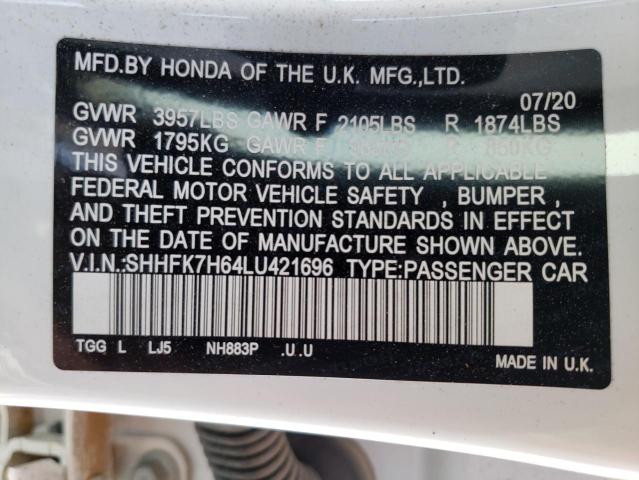 MFD.BY HONDA OF THE U.K. MFG.,LTD.
07/20
GVWR 3957LBS GAWR F 2105LBS R 1874LBS
GVWR 1795KG GAWR F R 850KG
THIS VEHICLE CONFORMS TO ALL APPLICABLE
FEDERAL MOTOR VEHICLE SAFETY , BUMPER ,
AND THEFT PREVENTION STANDARDS IN EFFECT
ON THE DATE OF MANUFACTURE SHOWN ABOVE.
V.I.N.:SHHFK7H64LU421696 TYPE:PASSENGER CAR
TGG L LJ5 NH883P .U.U
MADE IN U.K.